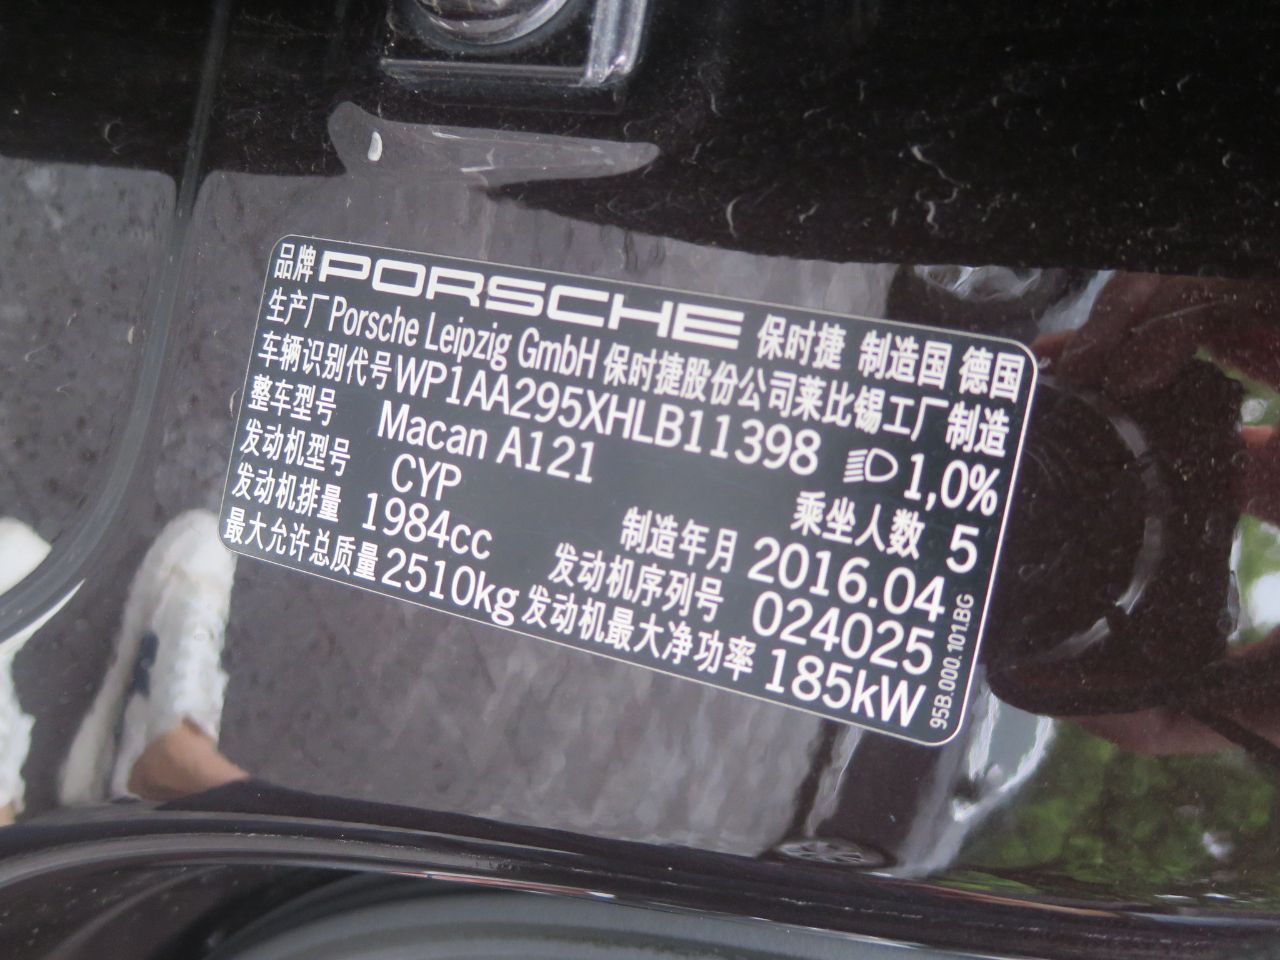 品牌 PORSCHE 保时捷 制造国 德国
生产厂 Porsche Leipzig GmbH 保时捷股份公司莱比锡工厂 制造
车辆识别代号 WP1AA295XHLB11398 1,0%
整车型号 Macan A121 乘坐人数 5
发动机型号 CYP 制造年月 2016.04
发动机排量 1984cc 发动机序列号 024025
最大允许总质量 2510kg 发动机最大净功率 185kW
95B.000.101.BG